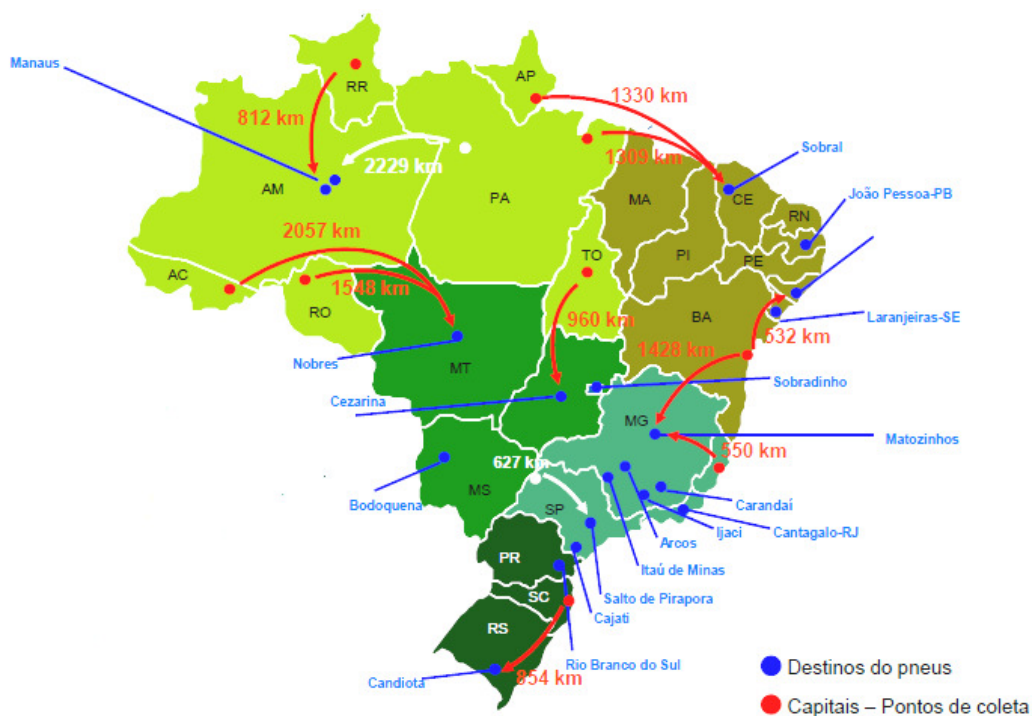 Manaus
RR
AP
812 km
1330 km
2229 km
1309 km
Sobral
AM
PA
MA
CE
João Pessoa-PB
RN
2057 km
TO
PI
PE
AC
1548 km
RO
960 km
BA
Laranjeiras-SE
532 km
Nobres
MT
1428 km
Cezarina
Sobradinho
MG
550 km
Matozinhos
627 km
Bodoquena
MS
SP
Carandaí
Ijaci
Cantagalo-RJ
Arcos
PR
Itaú de Minas
SC
Salto de Pirapora
Cajati
RS
Rio Branco do Sul
Candiota
854 km
Destinos do pneus
Capitais – Pontos de coleta